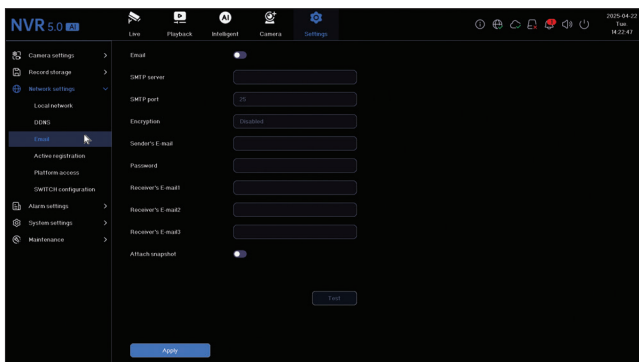 NVR 5.0 AI
Live
Playback
AI
Intelligent
Camera
Settings
2025-04-22
Tue.
14:22:47
Camera settings
Record storage
Network settings
Local network
DDNS
Email
Active registration
Platform access
SWITCH configuration
Alarm settings
System settings
Maintenance
Email
SMTP server
SMTP port
25
Encryption
Disabled
Sender's E-mail
Password
Receiver's E-mail1
Receiver's E-mail2
Receiver's E-mail3
Attach snapshot
Test
Apply